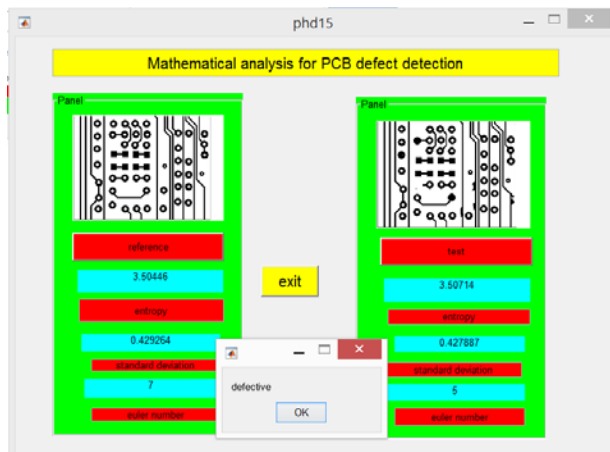 phd15
Mathematical analysis for PCB defect detection
Panel
reference
3.50446
entropy
0.429264
standard deviation
7
euler number
exit
Panel
test
3.50714
entropy
0.427887
standard deviation
5
euler number
defective
OK